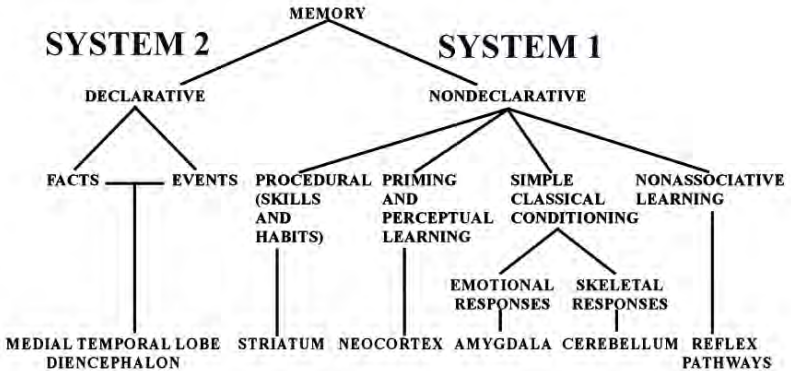 MEMORY
SYSTEM 2
SYSTEM 1
DECLARATIVE
NONDECLARATIVE
FACTS
EVENTS
PROCEDURAL
(SKILLS
AND
HABITS)
PRIMING
AND
PERCEPTUAL
LEARNING
SIMPLE
CLASSICAL
CONDITIONING
NONASSOCIATIVE
LEARNING
EMOTIONAL
RESPONSES
SKELETAL
RESPONSES
MEDIAL TEMPORAL LOBE
DIENCEPHALON
STRIATUM
NEOCORTEX
AMYGDALA
CEREBELLUM
REFLEX
PATHWAYS